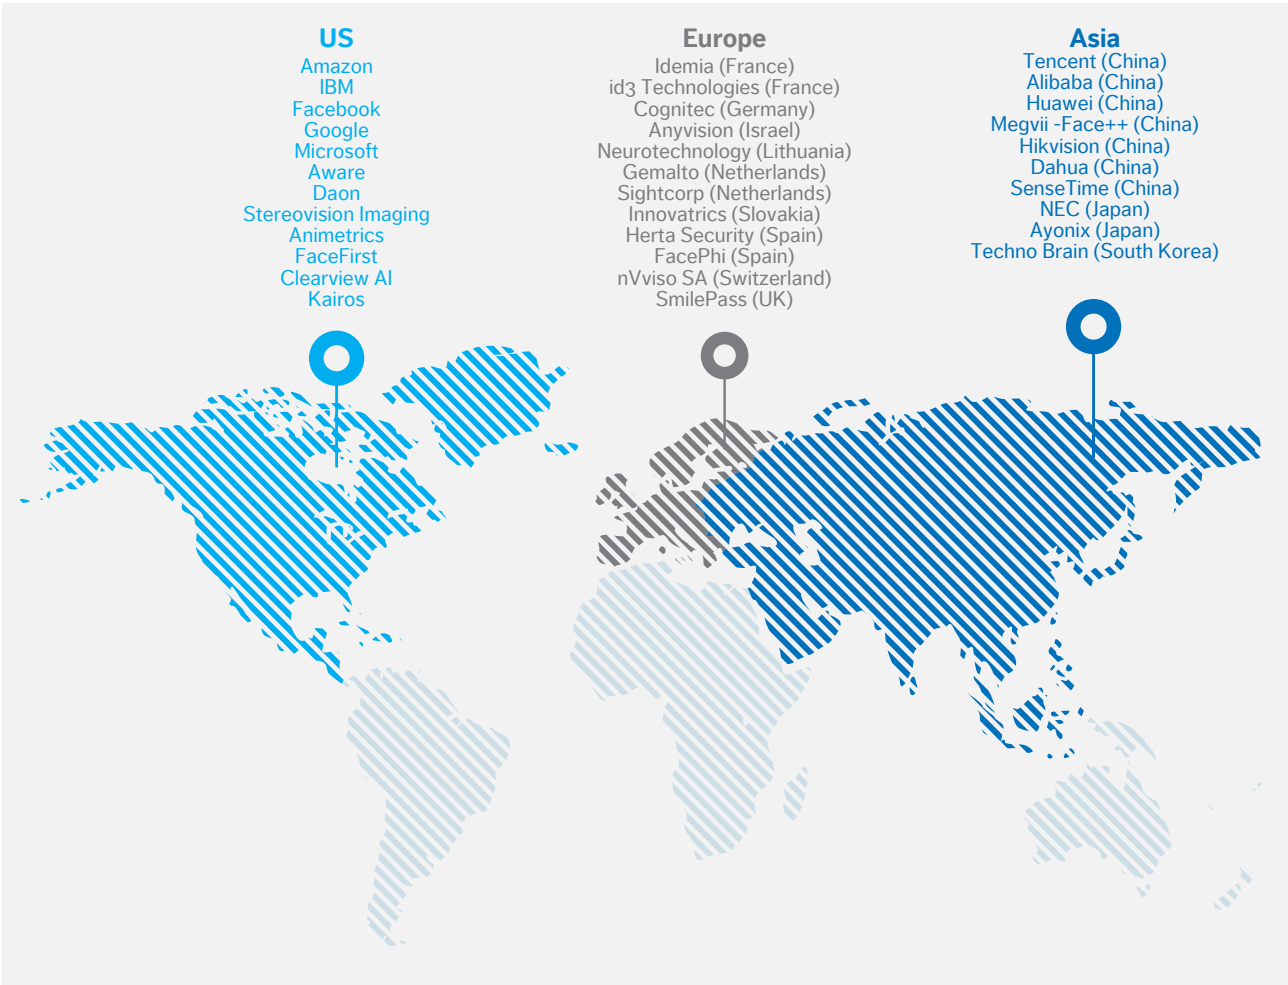 US
Amazon
IBM
Facebook
Google
Microsoft
Aware
Daon
Stereovision Imaging
Animetrics
FaceFirst
Clearview AI
Kairos
Europe
Idemia (France)
id3 Technologies (France)
Cognitec (Germany)
Anyvision (Israel)
Neurotechnology (Lithuania)
Gemalto (Netherlands)
Sightcorp (Netherlands)
Innovatrics (Slovakia)
Herta Security (Spain)
FacePhi (Spain)
nVviso SA (Switzerland)
SmilePass (UK)
Asia
Tencent (China)
Alibaba (China)
Huawei (China)
Megvii -Face++ (China)
Hikvision (China)
Dahua (China)
SenseTime (China)
NEC (Japan)
Ayonix (Japan)
Techno Brain (South Korea)